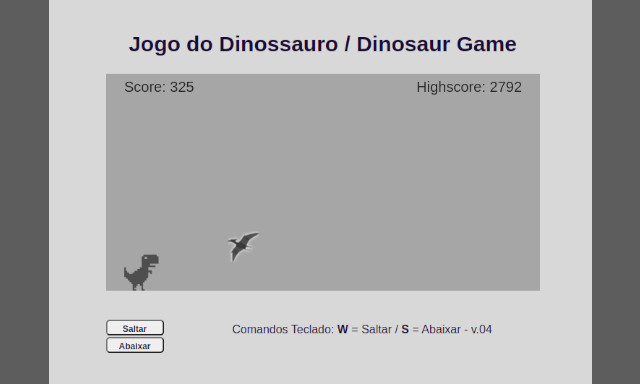 Jogo do Dinossauro / Dinosaur Game
Score: 325
Highscore: 2792
Saltar
Comandos Teclado: W = Saltar / S = Abaixar - v.04
Abaixar